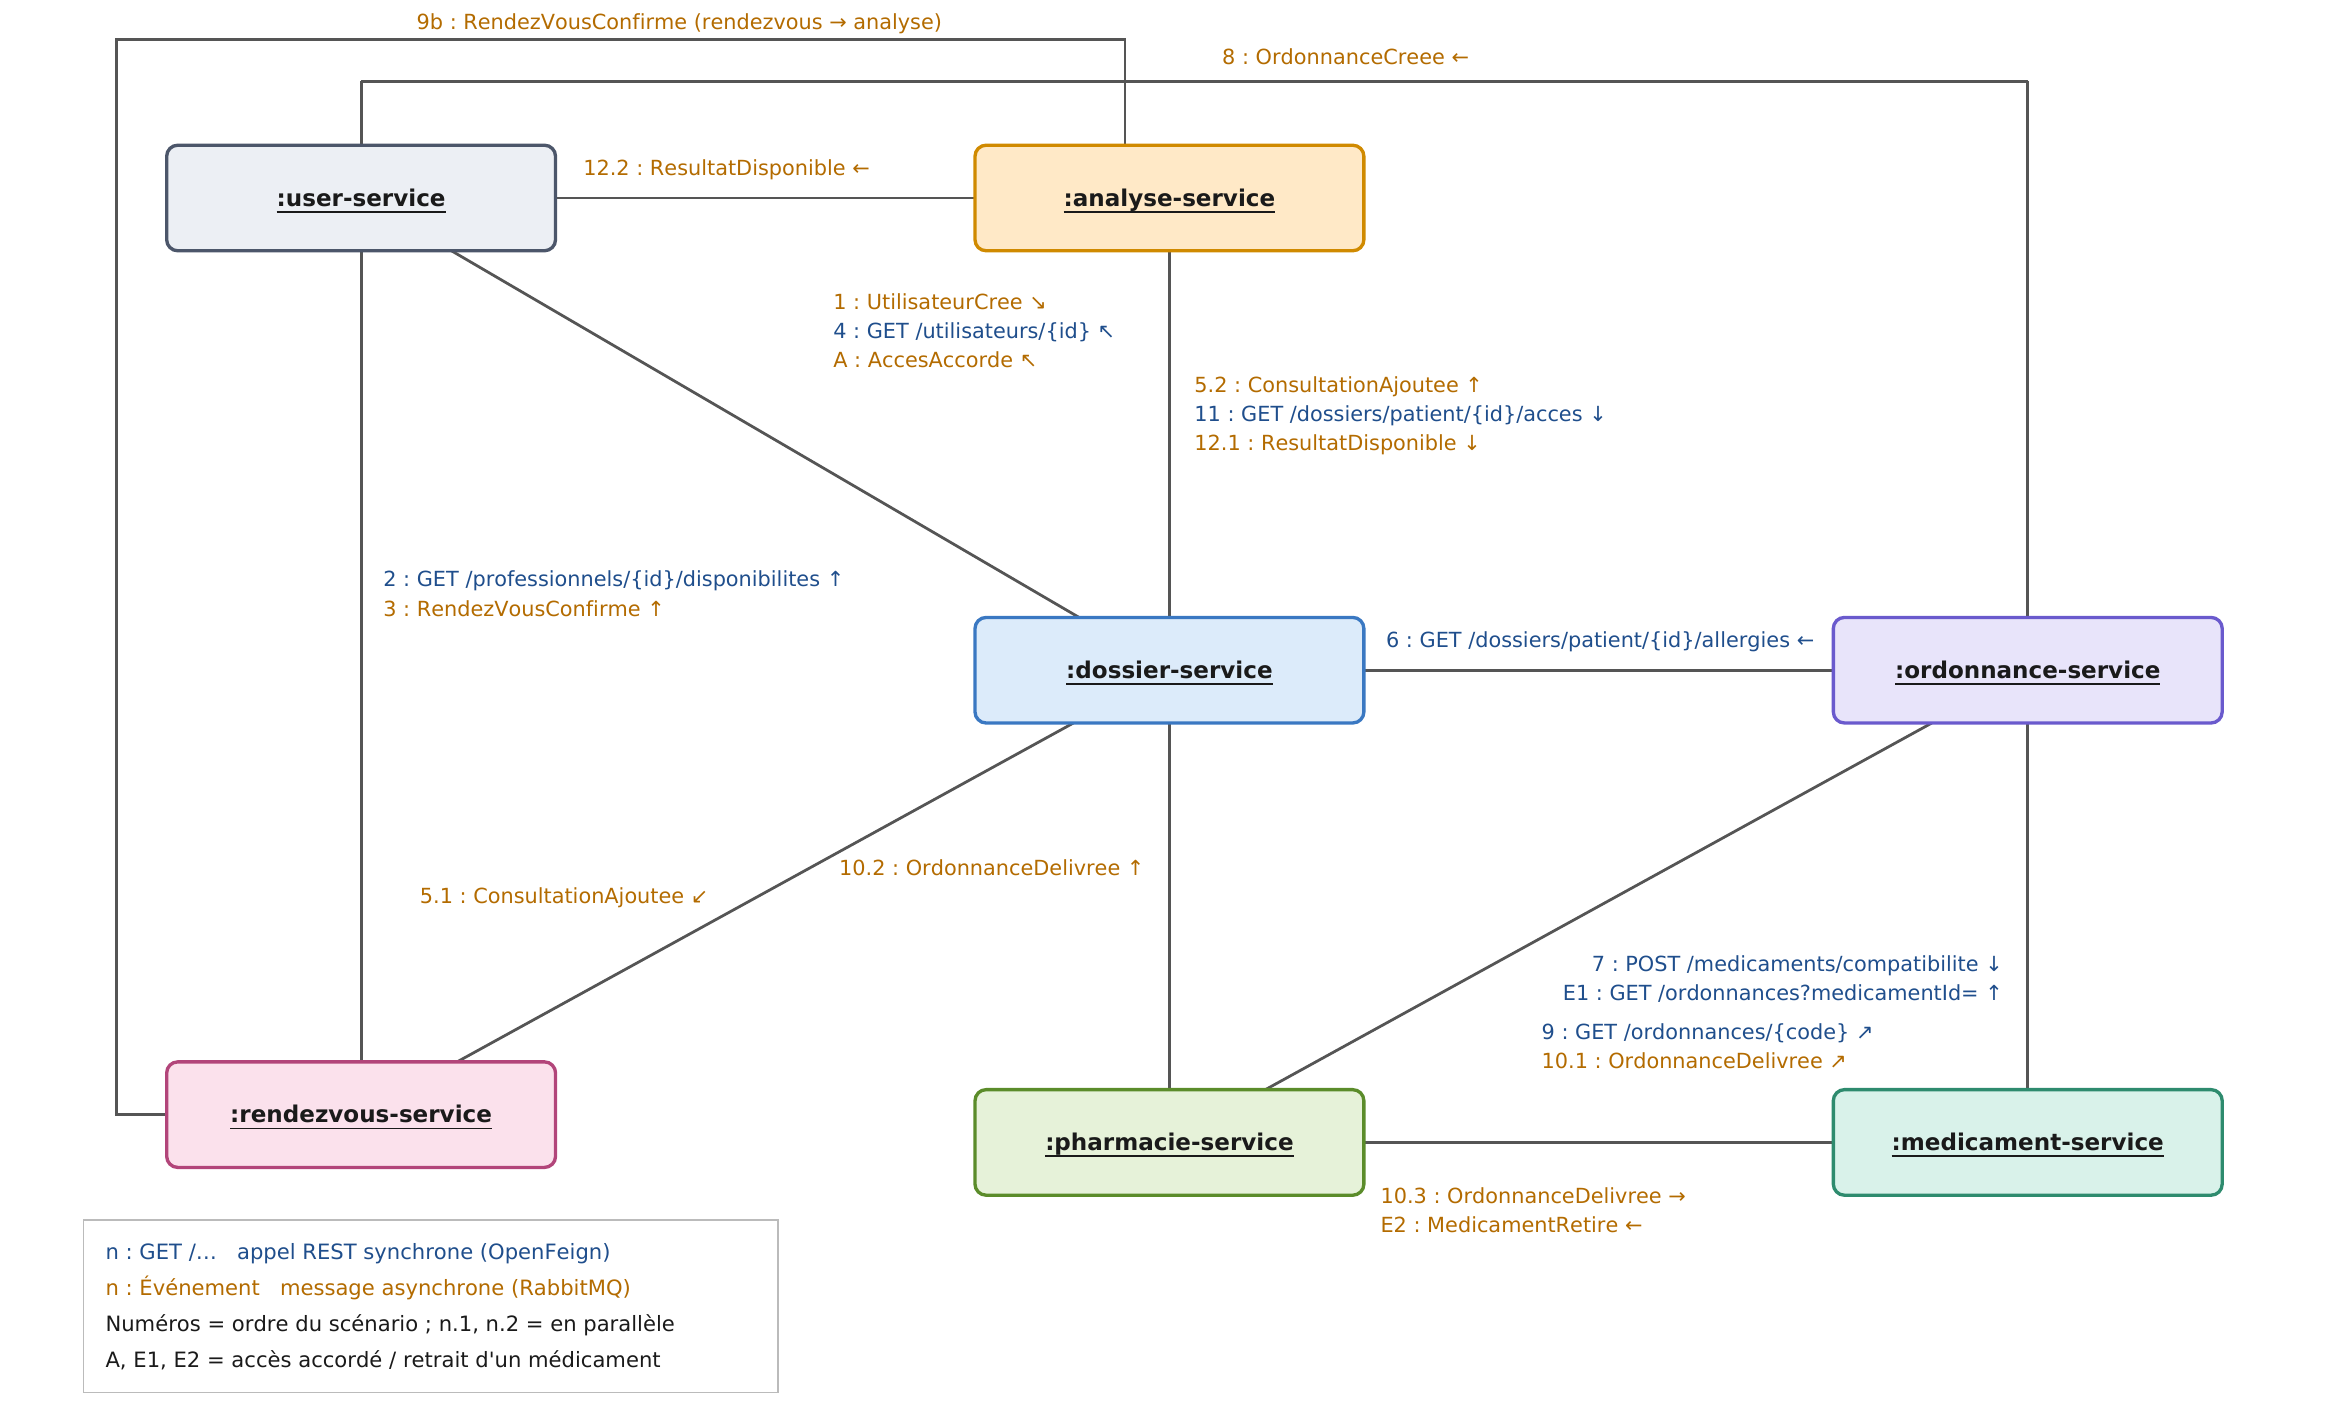 9b : RendezVousConfirme (rendezvous → analyse)
8 : OrdonnanceCreee ←
12.2 : ResultatDisponible ←
:user-service
:analyse-service
1 : UtilisateurCree ↘
4 : GET /utilisateurs/{id} ↖
A : AccesAccorde ↖
5.2 : ConsultationAjoutee ↑
11 : GET /dossiers/patient/{id}/acces ↓
12.1 : ResultatDisponible ↓
2 : GET /professionnels/{id}/disponibilites ↑
3 : RendezVousConfirme ↑
6 : GET /dossiers/patient/{id}/allergies ←
:dossier-service
:ordonnance-service
10.2 : OrdonnanceDelivree ↑
5.1 : ConsultationAjoutee ↙
7 : POST /medicaments/compatibilite ↓
E1 : GET /ordonnances?medicamentId= ↑
9 : GET /ordonnances/{code} ↗
10.1 : OrdonnanceDelivree ↗
:rendezvous-service
:pharmacie-service
:medicament-service
10.3 : OrdonnanceDelivree →
E2 : MedicamentRetire ←
n : GET /… appel REST synchrone (OpenFeign)
n : Événement message asynchrone (RabbitMQ)
Numéros = ordre du scénario ; n.1, n.2 = en parallèle
A, E1, E2 = accès accordé / retrait d'un médicament